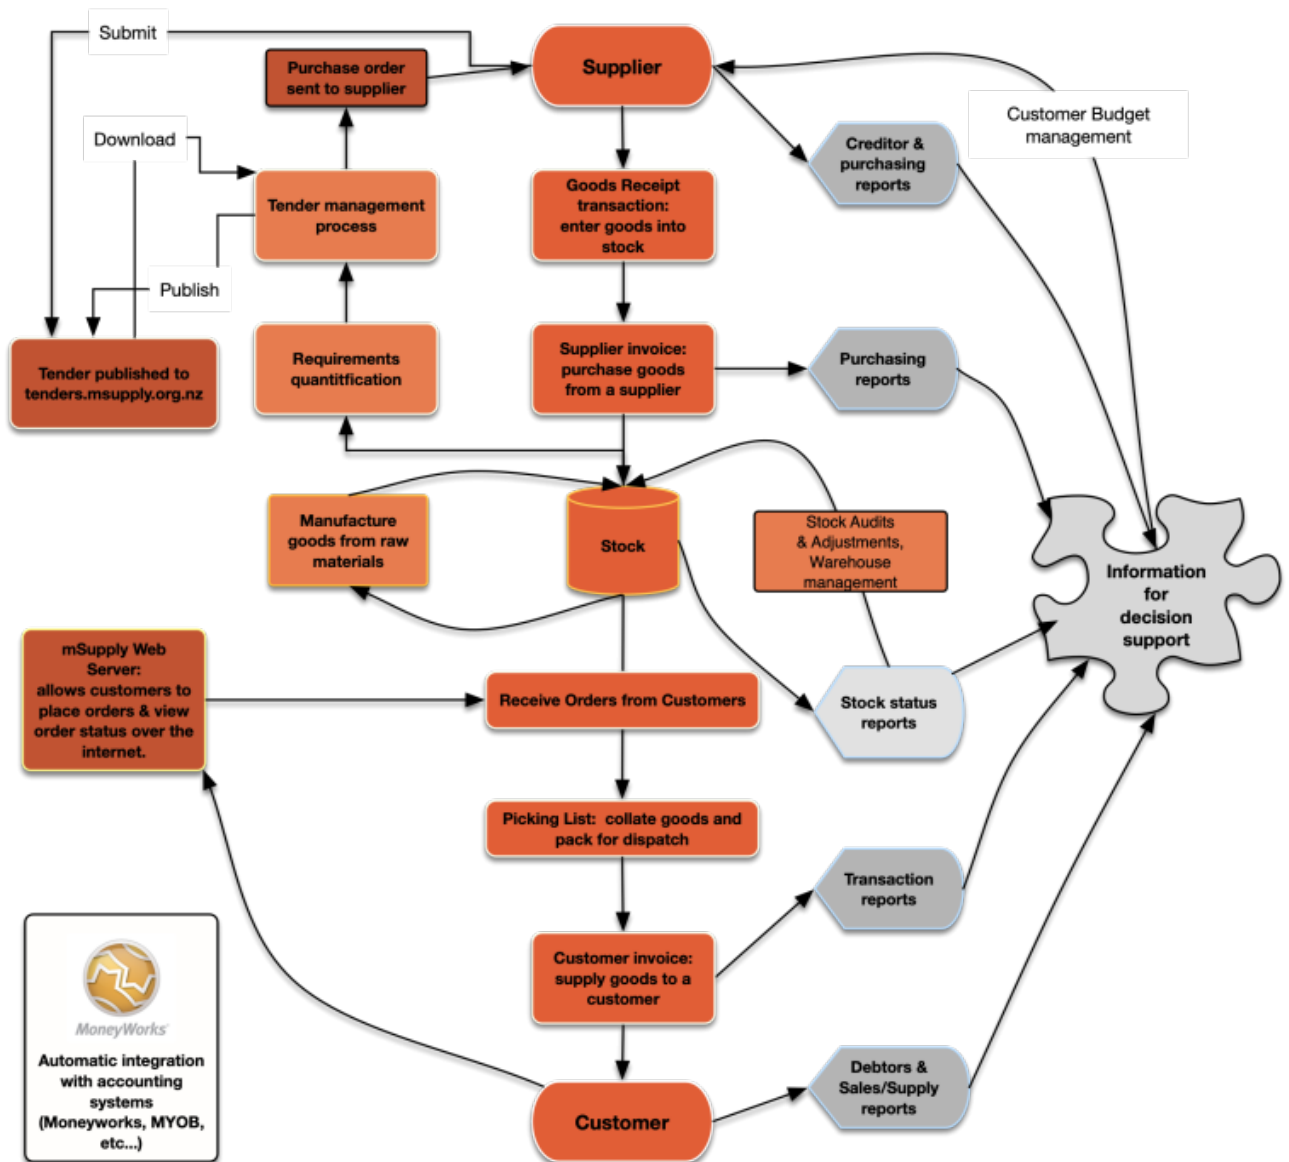 Submit
Purchase order
sent to supplier
Supplier
Customer Budget
management
Download
Creditor &
purchasing
reports
Tender management
process
Goods Receipt
transaction:
enter goods into
stock
Publish
Tender published to
tenders.msupply.org.nz
Requirements
quantitfication
Supplier invoice:
purchase goods
from a supplier
Purchasing
reports
Manufacture
goods from raw
materials
Stock
Stock Audits
& Adjustments,
Warehouse
management
Information
for
decision
support
mSupply Web
Server:
allows customers to
place orders & view
order status over the
internet.
Receive Orders from Customers
Stock status
reports
Picking List:  collate goods and
pack for dispatch
Transaction
reports
Customer invoice:
supply goods to a
customer
MoneyWorks
Automatic integration
with accounting
systems
(Moneyworks, MYOB,
etc...)
Customer
Debtors &
Sales/Supply
reports